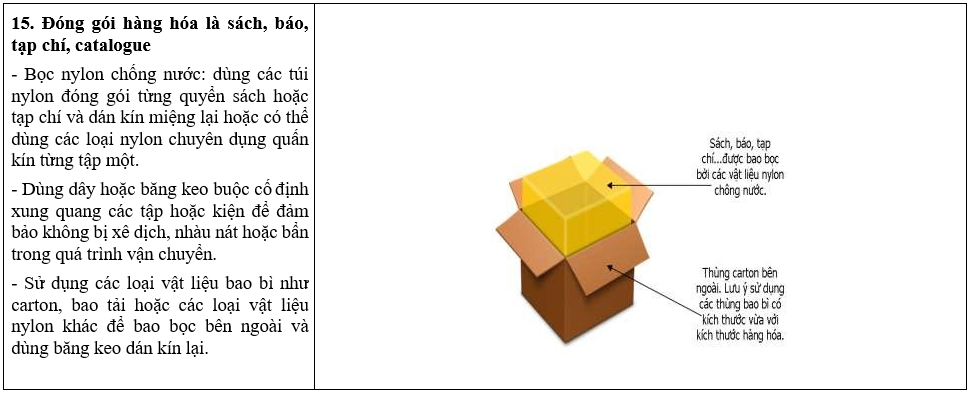 15. Đóng gói hàng hóa là sách, báo,
tạp chí, catalogue
- Bọc nylon chống nước: dùng các túi
nylon đóng gói từng quyển sách hoặc
tạp chí và dán kín miệng lại hoặc có thể
dùng các loại nylon chuyên dụng quấn
kín từng tập một.
- Dùng dây hoặc băng keo buộc cố định
xung quang các tập hoặc kiện để đảm
bảo không bị xê dịch, nhàu nát hoặc bẩn
trong quá trình vận chuyển.
- Sử dụng các loại vật liệu bao bì như
carton, bao tải hoặc các loại vật liệu
nylon khác để bao bọc bên ngoài và
dùng băng keo dán kín lại.
Sách, báo, tạp
chí...được bao bọc
bởi các vật liệu nylon
chông nước.
Thùng carton bên
ngoài. Lưu ý sử dụng
các thùng bao bì có
kích thước vừa với
kích thước hàng hóa.